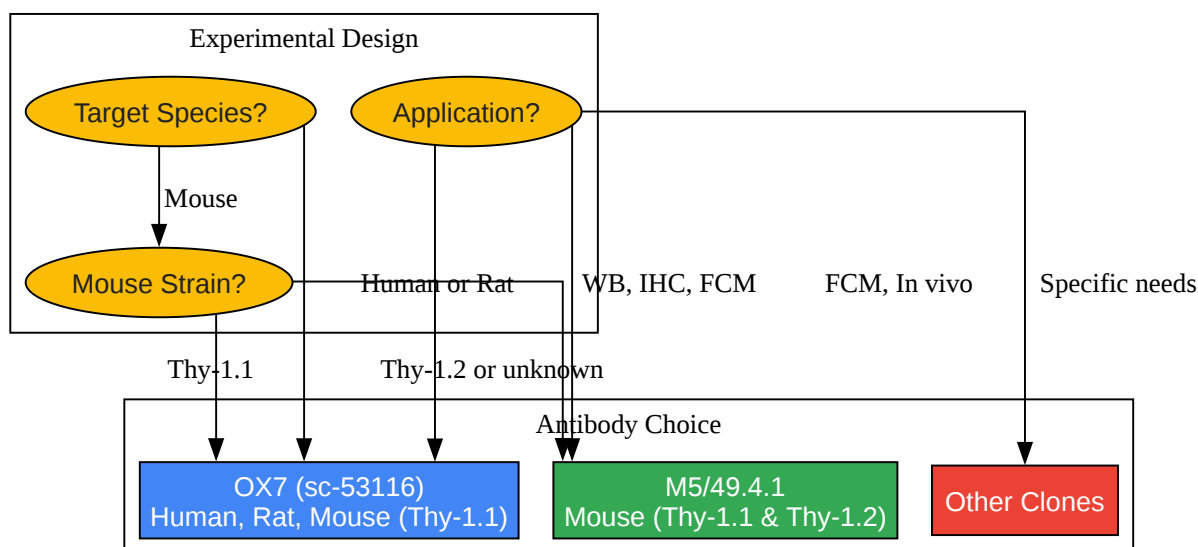 Experimental Design
Target Species?
Application?
Mouse
Mouse Strain?
Human or Rat
WB, IHC, FCM
FCM, In vivo
Specific needs
Thy-1.1
Thy-1.2 or unknown
Antibody Choice
OX7 (sc-53116)
Human, Rat, Mouse (Thy-1.1)
M5/49.4.1
Mouse (Thy-1.1 & Thy-1.2)
Other Clones